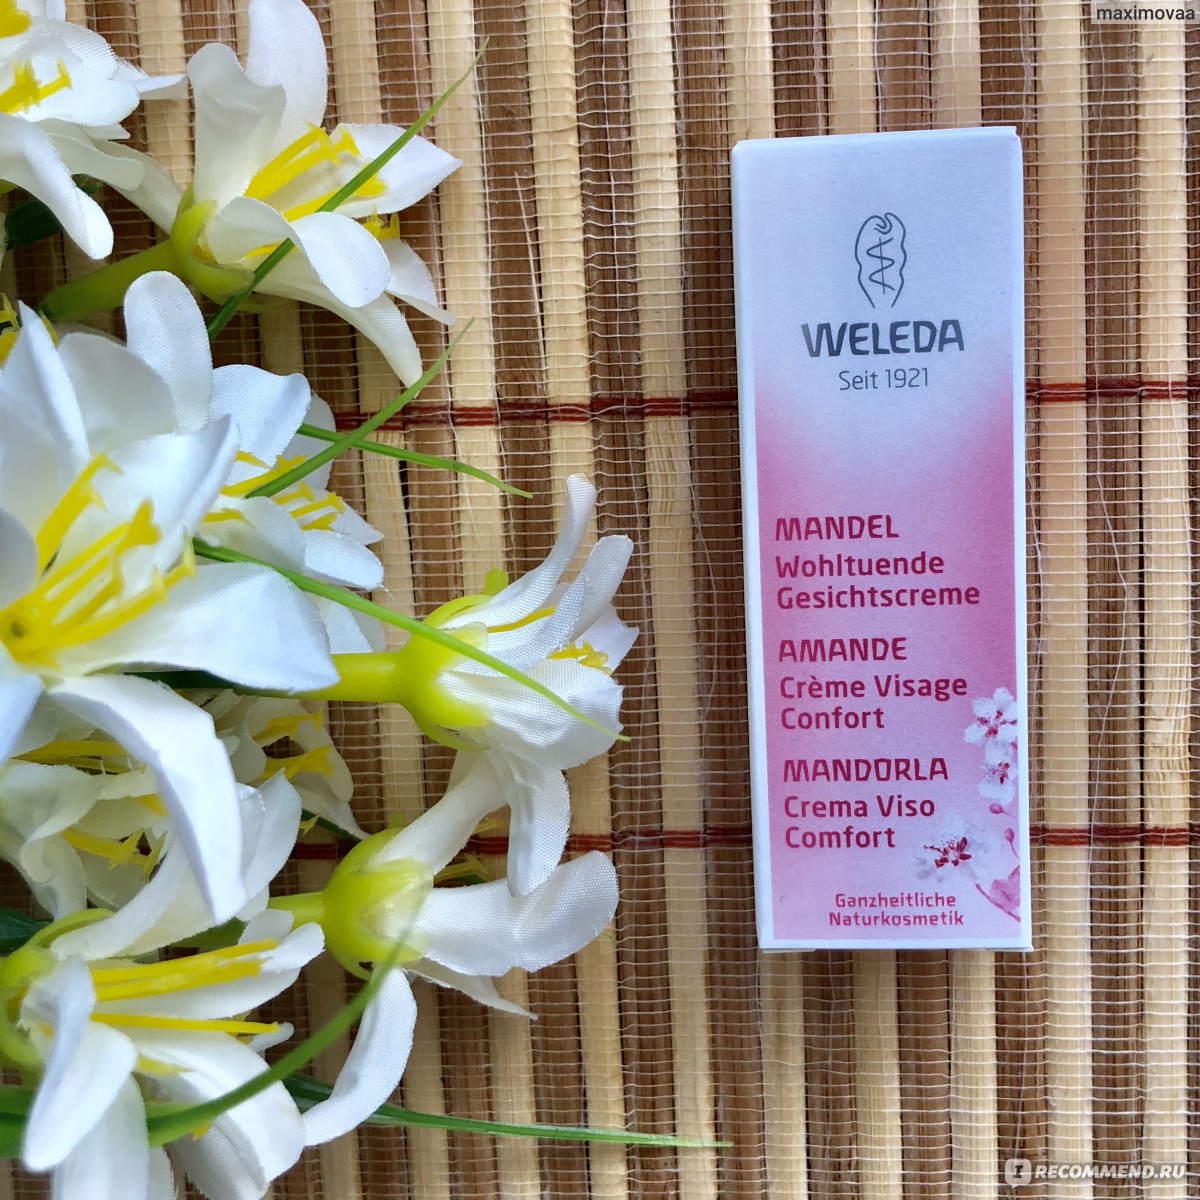 maximovaa
WELEDA
Seit 1921
MANDEL
Wohltuende
Gesichtscreme
AMANDE
Crème Visage
Confort
MANDORLA
Crema Viso
Comfort
Ganzheitliche
Naturkosmetik
IRECOMMEND.RU